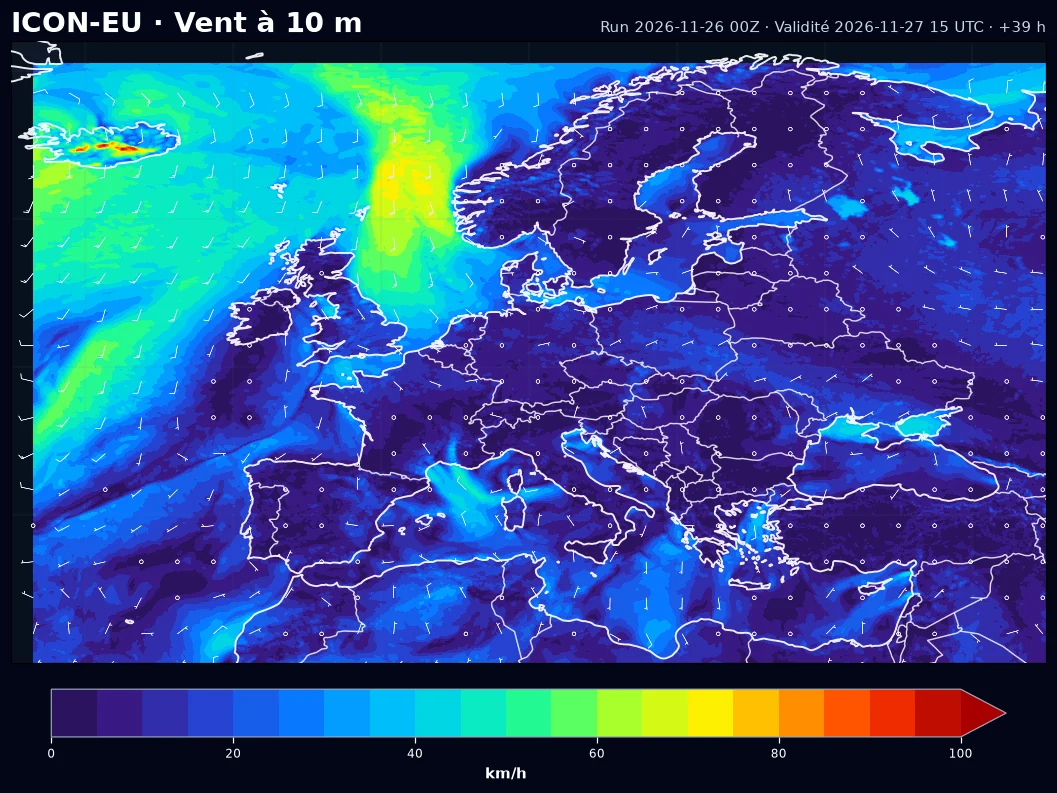 ICON-EU · Vent à 10 m
Run 2026-11-26 00Z · Validité 2026-11-27 15 UTC · +39 h
0 20 40 60 80 100
km/h